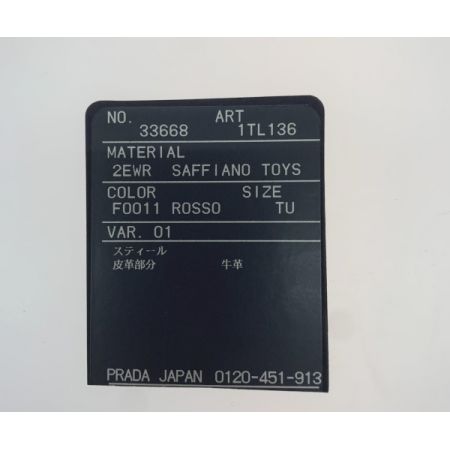 NO. ART
33668 1TL136
MATERIAL
2EWR SAFFIANO TOYS
COLOR SIZE
F0011 ROSSO TU
VAR. 01
スティール
皮革部分 牛革
PRADA JAPAN 0120-451-913